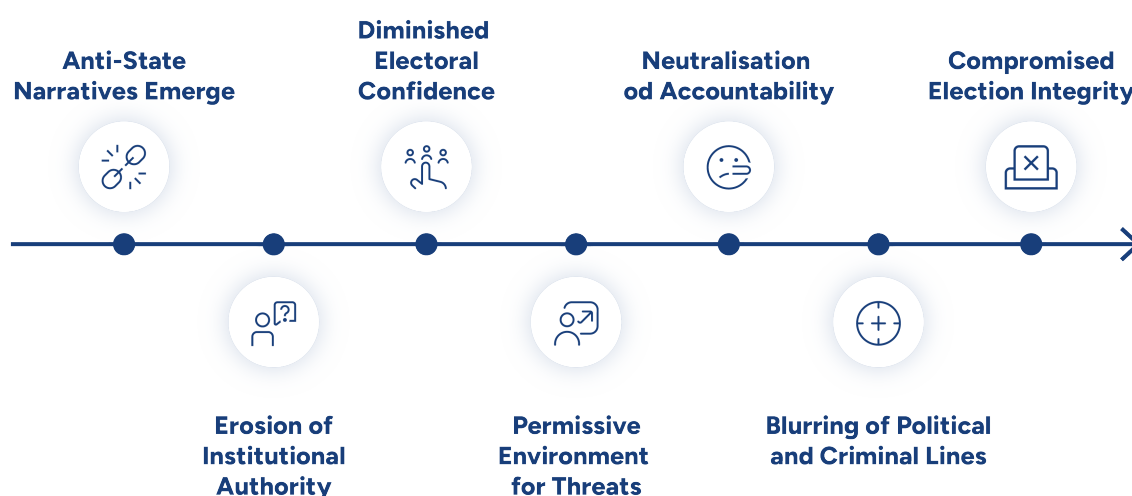 Anti-State
Narratives Emerge
Diminished
Electoral
Confidence
Neutralisation
od Accountability
Compromised
Election Integrity
?
Erosion of
Institutional
Authority
Permissive
Environment
for Threats
Blurring of Political
and Criminal Lines